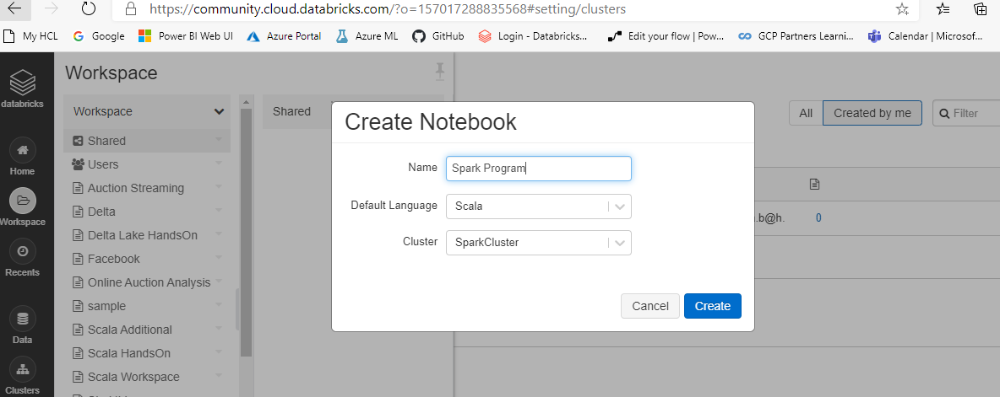 https://community.cloud.databricks.com/?o=157017288835568#setting/clusters
My HCL Google Power BI Web UI Azure Portal Azure ML GitHub Login - Databricks... Edit your flow | Pow... GCP Partners Learni... Calendar | Microsof...
databricks
Home
Workspace
Recents
Data
Clusters
Workspace
Workspace
Shared
Users
Auction Streaming
Delta
Delta Lake HandsOn
Facebook
Online Auction Analysis
sample
Scala Additional
Scala HandsOn
Scala Workspace
Shared
Create Notebook
Name Spark Program
Default Language Scala
Cluster SparkCluster
Cancel Create
All Created by me Filter
.b@h. 0